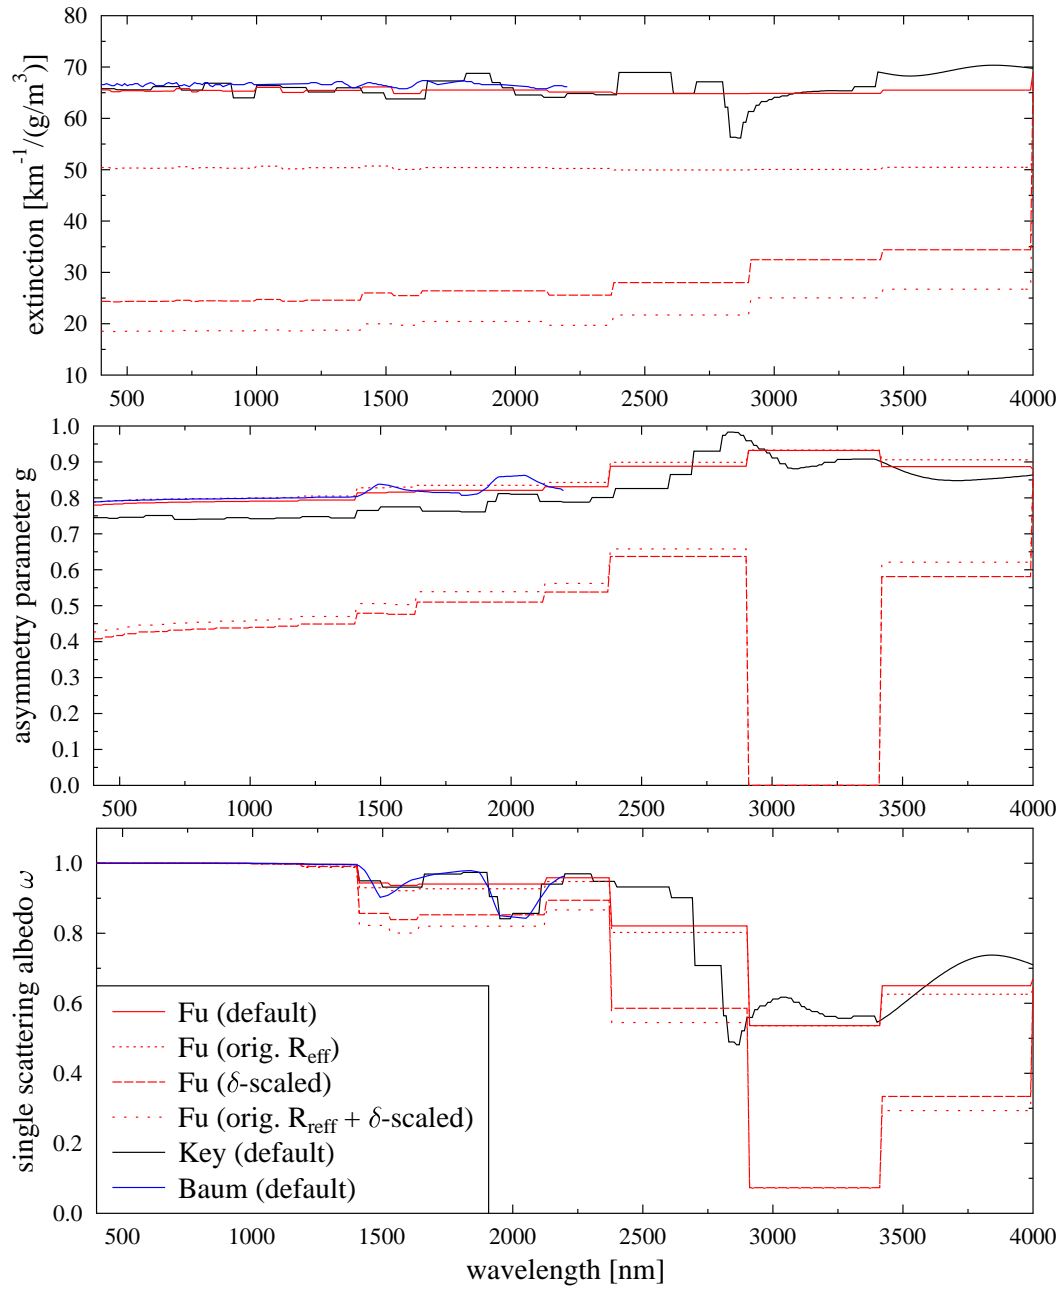 80
70
60
50
40
30
20
10
extinction [km⁻¹/(g/m³)]
500 1000 1500 2000 2500 3000 3500 4000
1.0
0.9
0.8
0.7
0.6
0.5
0.4
0.3
0.2
0.1
0.0
asymmetry parameter g
500 1000 1500 2000 2500 3000 3500 4000
1.0
0.8
0.6
0.4
0.2
0.0
single scattering albedo ω
Fu (default)
Fu (orig. R_eff)
Fu (δ-scaled)
Fu (orig. R_reff + δ-scaled)
Key (default)
Baum (default)
500 1000 1500 2000 2500 3000 3500 4000
wavelength [nm]